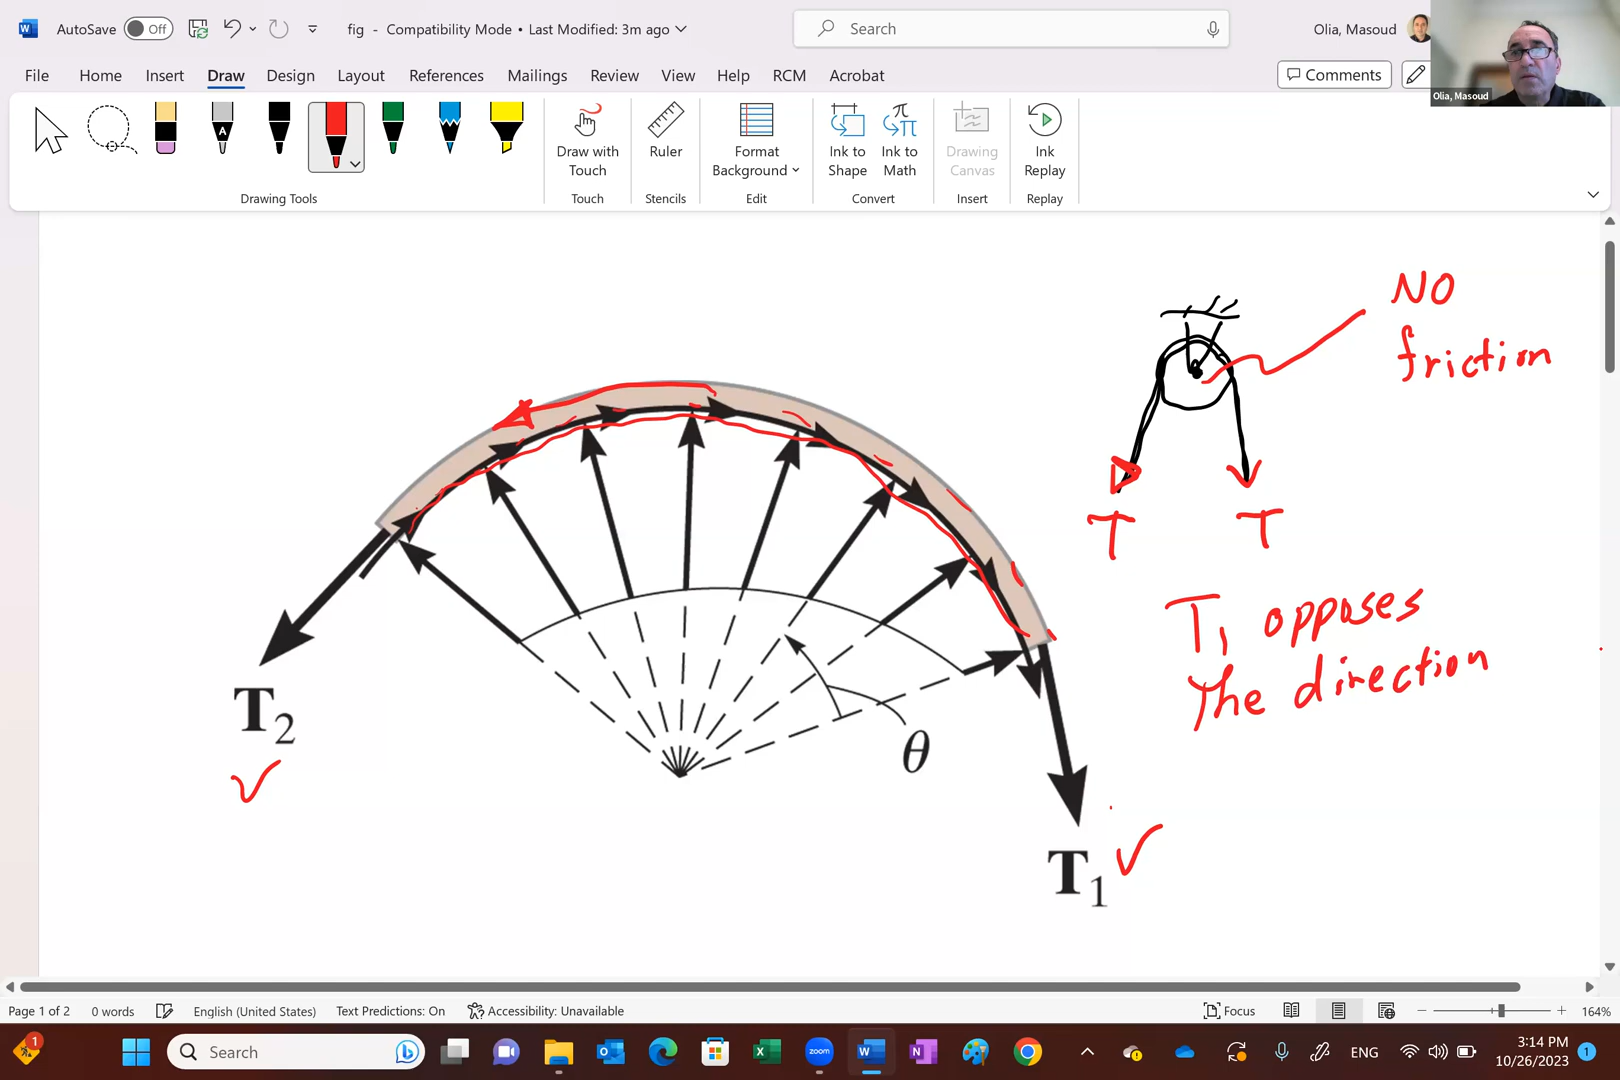 AutoSave Off
fig - Compatibility Mode • Last Modified: 3m ago
Search
Olia, Masoud
File Home Insert Draw Design Layout References Mailings Review View Help RCM Acrobat
Comments
Olia, Masoud
A
Draw with Touch
Ruler
Format Background
Ink to Shape
Ink to Math
Drawing Canvas
Ink Replay
Drawing Tools
Touch
Stencils
Edit
Convert
Insert
Replay
NO
friction
T T
T1 opposes
The direction
T2
θ
T1
Page 1 of 2 0 words English (United States) Text Predictions: On Accessibility: Unavailable Focus 164%
1
Search
zoom
ENG
3:14 PM
10/26/2023
1